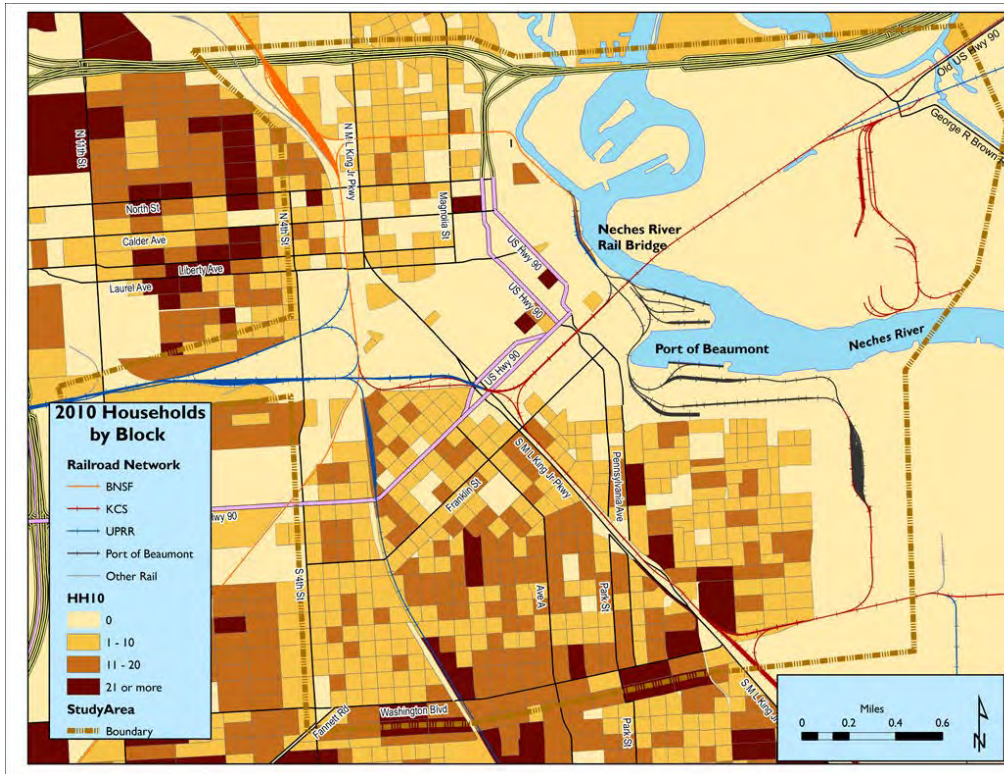 Old US Hwy 90
George R Brown
N 11th St
N M L King Jr Pkwy
North St
Calder Ave
N 4th St
Magnolia St
Liberty Ave
Laurel Ave
US Hwy 90
US Hwy 90
US Hwy 90
Neches River
Rail Bridge
Port of Beaumont
Neches River
2010 Households
by Block
Railroad Network
BNSF
KCS
UPRR
Port of Beaumont
Other Rail
HH10
0
1 - 10
11 - 20
21 or more
StudyArea
Boundary
wy 90
S 4th St
Franklin St
S M L King Jr Pkwy
Pennsylvania Ave
Ave A
Park St
Washington Blvd
Fannett Rd
Park St
S M L King Jr
Miles
0 0.2 0.4 0.6
N